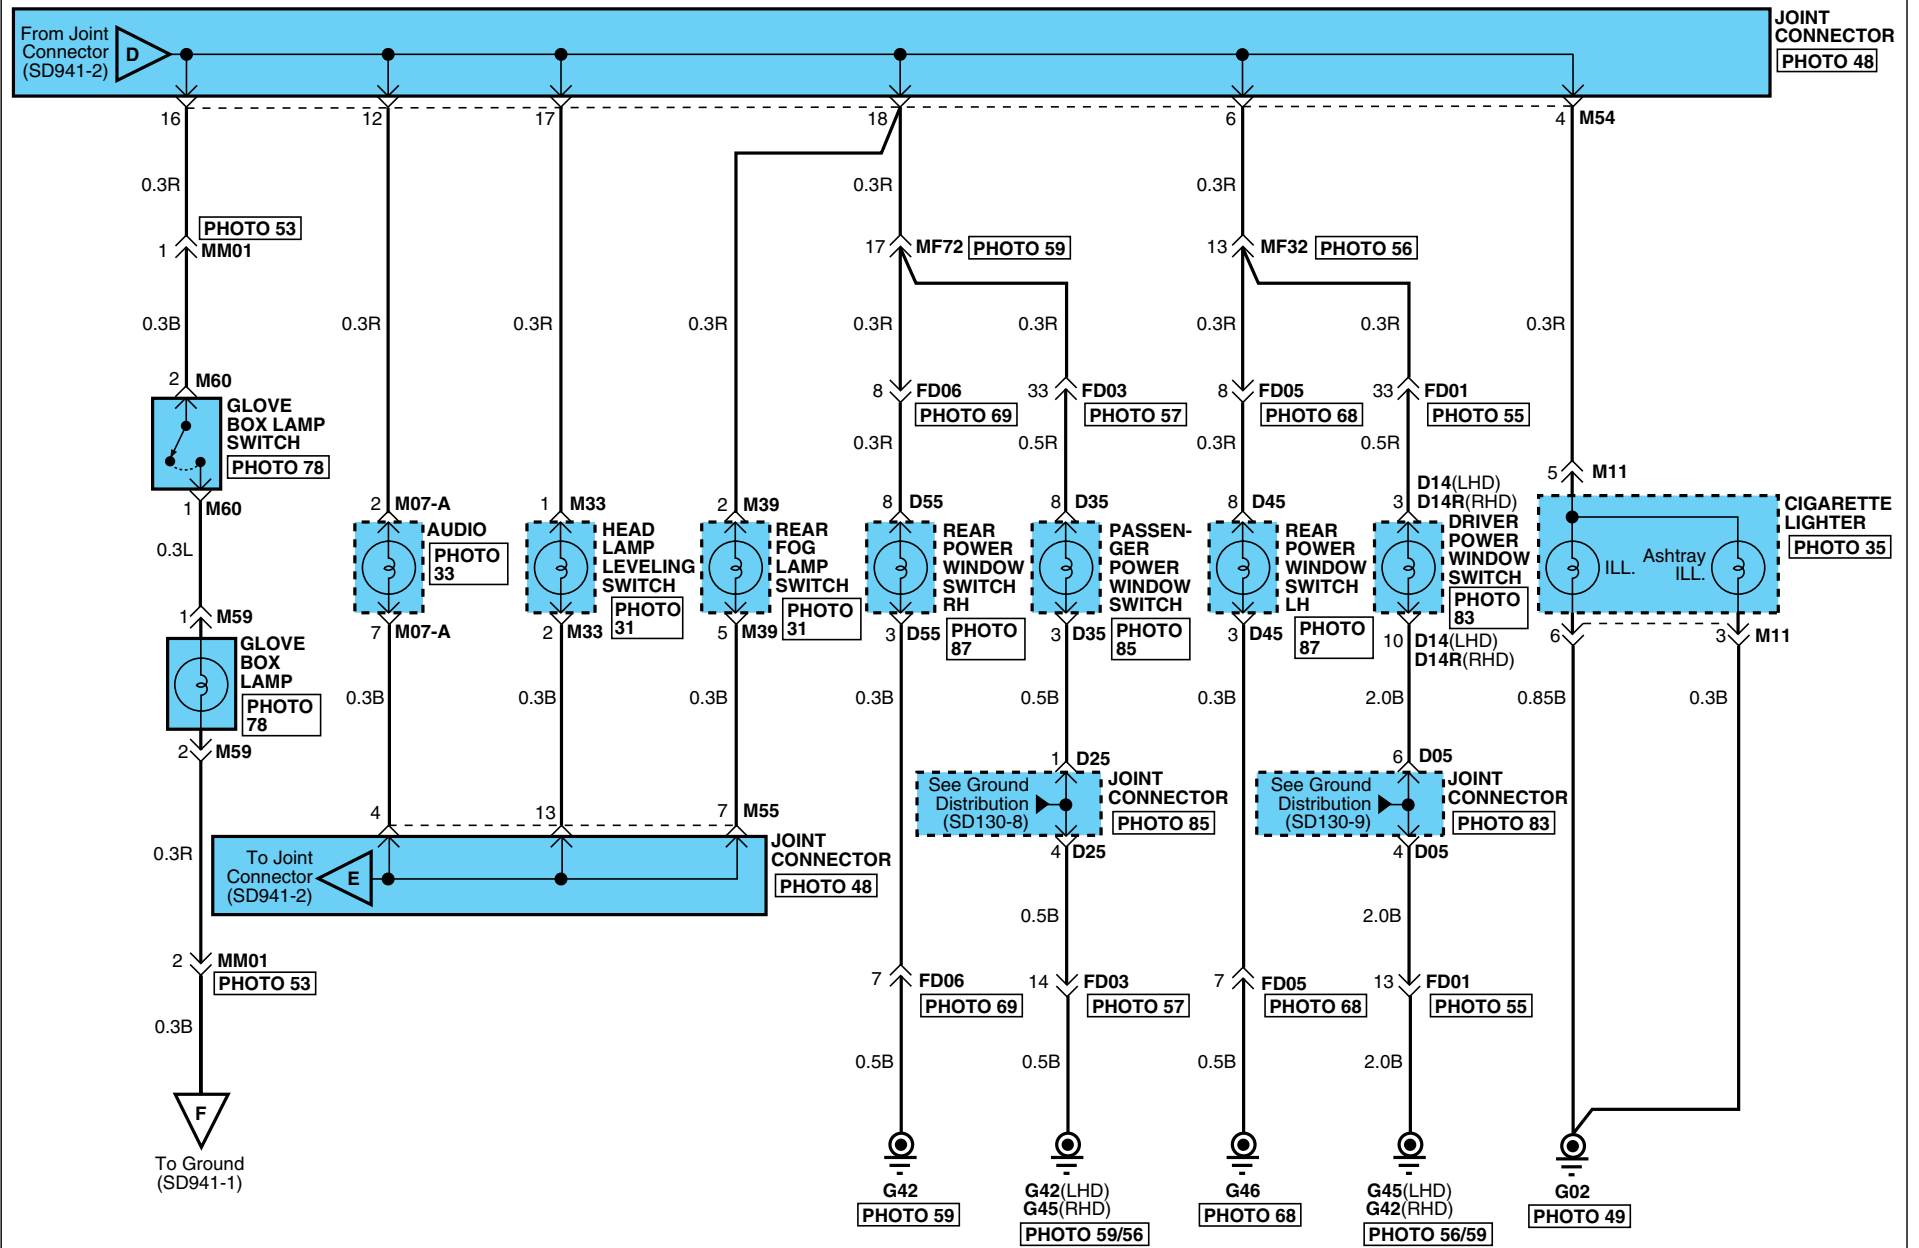 From Joint
Connector
(SD941-2)
D
JOINT
CONNECTOR
PHOTO 48
16
12
17
18
6
4
M54
0.3R
0.3R
0.3R
PHOTO 53
1
MM01
17
MF72
PHOTO 59
13
MF32
PHOTO 56
0.3B
0.3R
0.3R
0.3R
0.3R
0.3R
0.3R
0.3R
0.3R
2
M60
GLOVE
BOX LAMP
SWITCH
PHOTO 78
8
FD06
PHOTO 69
33
FD03
PHOTO 57
8
FD05
PHOTO 68
33
FD01
PHOTO 55
0.3R
0.5R
0.3R
0.5R
5
M11
1
M60
2
M07-A
1
M33
2
M39
8
D55
8
D35
8
D45
3
D14(LHD)
D14R(RHD)
0.3L
AUDIO
PHOTO
33
HEAD
LAMP
LEVELING
SWITCH
PHOTO
31
REAR
FOG
LAMP
SWITCH
PHOTO
31
REAR
POWER
WINDOW
SWITCH
RH
PHOTO
87
PASSEN-
GER
POWER
WINDOW
SWITCH
PHOTO
85
REAR
POWER
WINDOW
SWITCH
LH
PHOTO
87
DRIVER
POWER
WINDOW
SWITCH
PHOTO
83
ILL.
Ashtray
ILL.
CIGARETTE
LIGHTER
PHOTO 35
1
M59
7
M07-A
2
M33
5
M39
3
D55
3
D35
3
D45
10
D14(LHD)
D14R(RHD)
6
3
M11
GLOVE
BOX
LAMP
PHOTO
78
0.3B
0.3B
0.3B
0.3B
0.5B
0.3B
2.0B
0.85B
0.3B
2
M59
1
D25
6
D05
See Ground
Distribution
(SD130-8)
JOINT
CONNECTOR
PHOTO 85
See Ground
Distribution
(SD130-9)
JOINT
CONNECTOR
PHOTO 83
4
13
7
M55
4
D25
4
D05
0.3R
To Joint
Connector
(SD941-2)
E
JOINT
CONNECTOR
PHOTO 48
0.5B
2.0B
2
MM01
PHOTO 53
7
FD06
PHOTO 69
14
FD03
PHOTO 57
7
FD05
PHOTO 68
13
FD01
PHOTO 55
0.3B
0.5B
0.5B
0.5B
2.0B
F
To Ground
(SD941-1)
G42
PHOTO 59
G42(LHD)
G45(RHD)
PHOTO 59/56
G46
PHOTO 68
G45(LHD)
G42(RHD)
PHOTO 56/59
G02
PHOTO 49